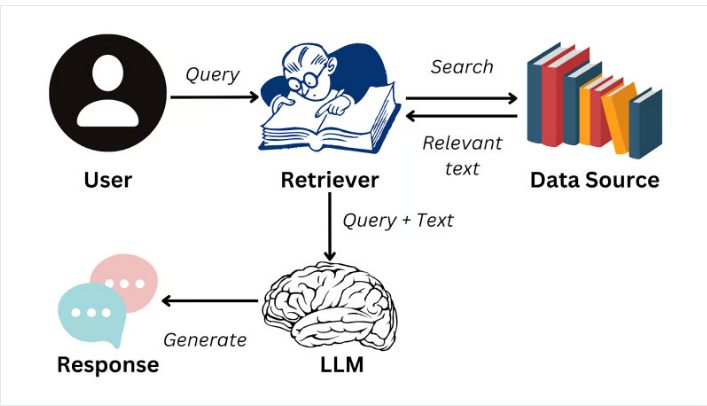 Query
Search
Relevant
text
User
Retriever
Data Source
Query + Text
Generate
Response
LLM